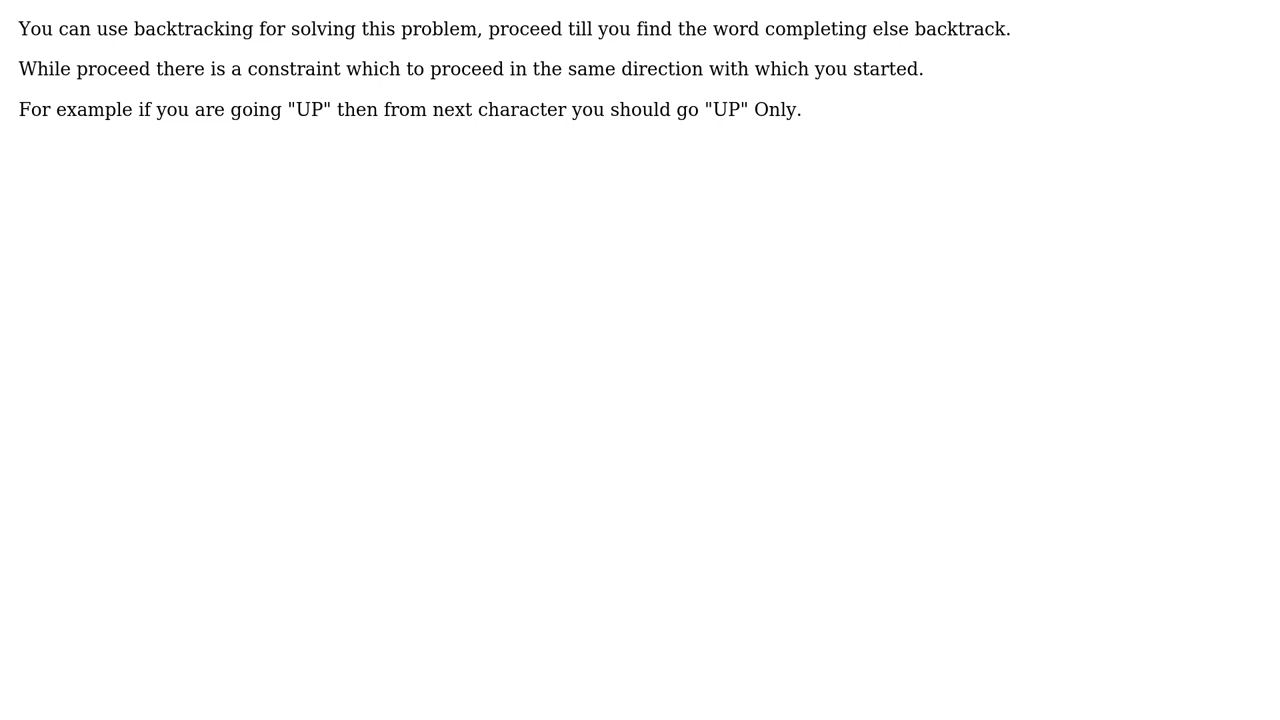 You can use backtracking for solving this problem, proceed till you find the word completing else backtrack.
While proceed there is a constraint which to proceed in the same direction with which you started.
For example if you are going "UP" then from next character you should go "UP" Only.